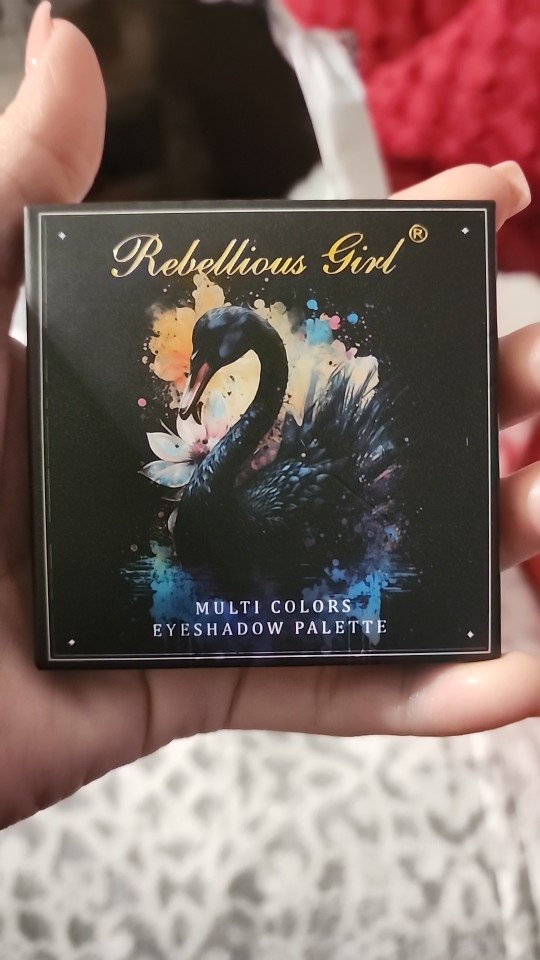 Rebellious Girl®
MULTI COLORS
EYESHADOW PALETTE